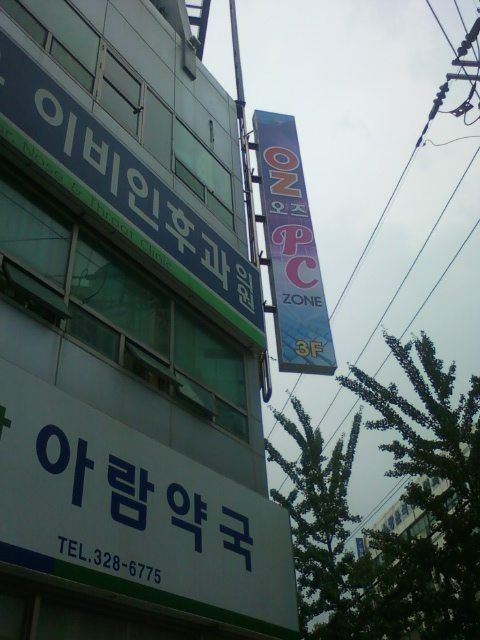 이비인후과의원
Nose & Throat Clinic
OZ
오즈
PC
ZONE
3F
아람약국
TEL.328-6775